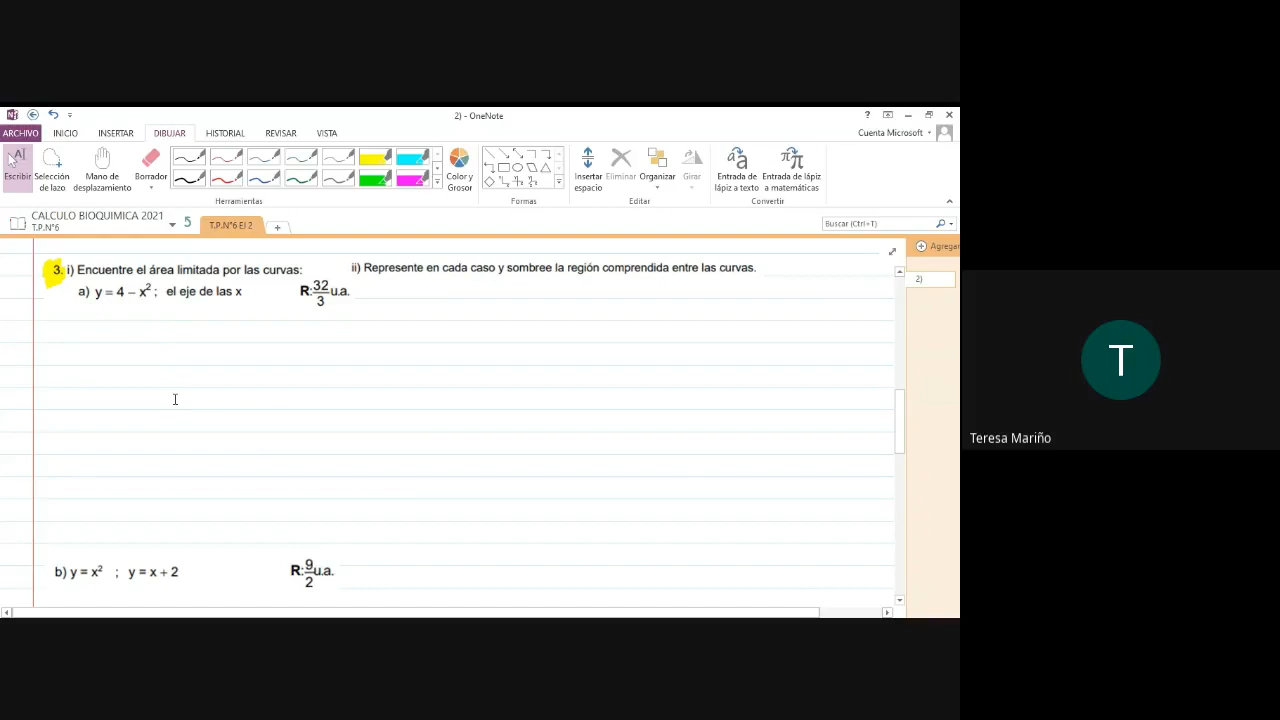 2) - OneNote
ARCHIVO INICIO INSERTAR DIBUJAR HISTORIAL REVISAR VISTA
Cuenta Microsoft
Escribir
Selección de lazo
Mano de desplazamiento
Borrador
Color y Grosor
Insertar espacio
Eliminar
Organizar
Girar
Entrada de lápiz a texto
Entrada de lápiz a matemáticas
Herramientas
Formas
Editar
Convertir
CALCULO BIOQUIMICA 2021
T.P.N°6
T.P.N°6 EJ 2
Buscar (Ctrl+T)
Agregar
2)
3. i) Encuentre el área limitada por las curvas: ii) Represente en cada caso y sombree la región comprendida entre las curvas.
a) y = 4 – x² ; el eje de las x R: 32/3 u.a.
b) y = x² ; y = x + 2 R: 9/2 u.a.
T
Teresa Mariño